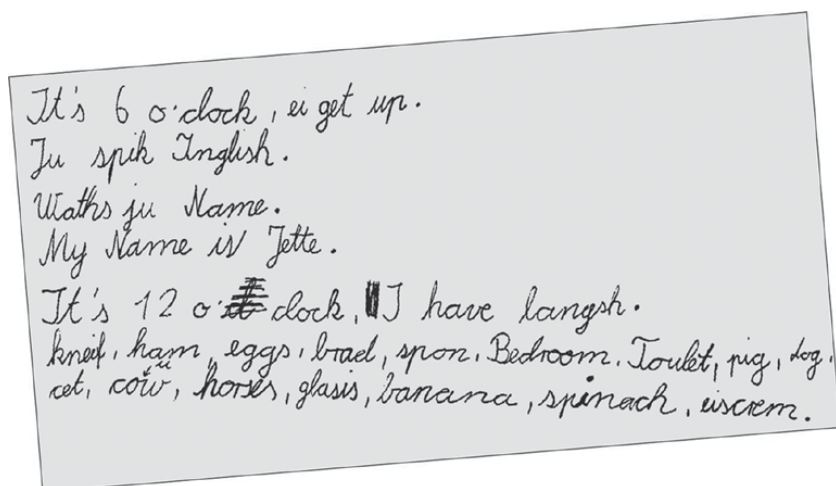 It's 6 o'clock, ei get up.
Ju spik Inglish.
Waths ju Name.
My Name is Jette.
It's 12 o' clock, I have langsh.
kneif, ham, eggs, brael, spon, Bedroom, Toulet, pig, dog,
cet, cow, horses, glasis, banana, spinach, eiscrem.